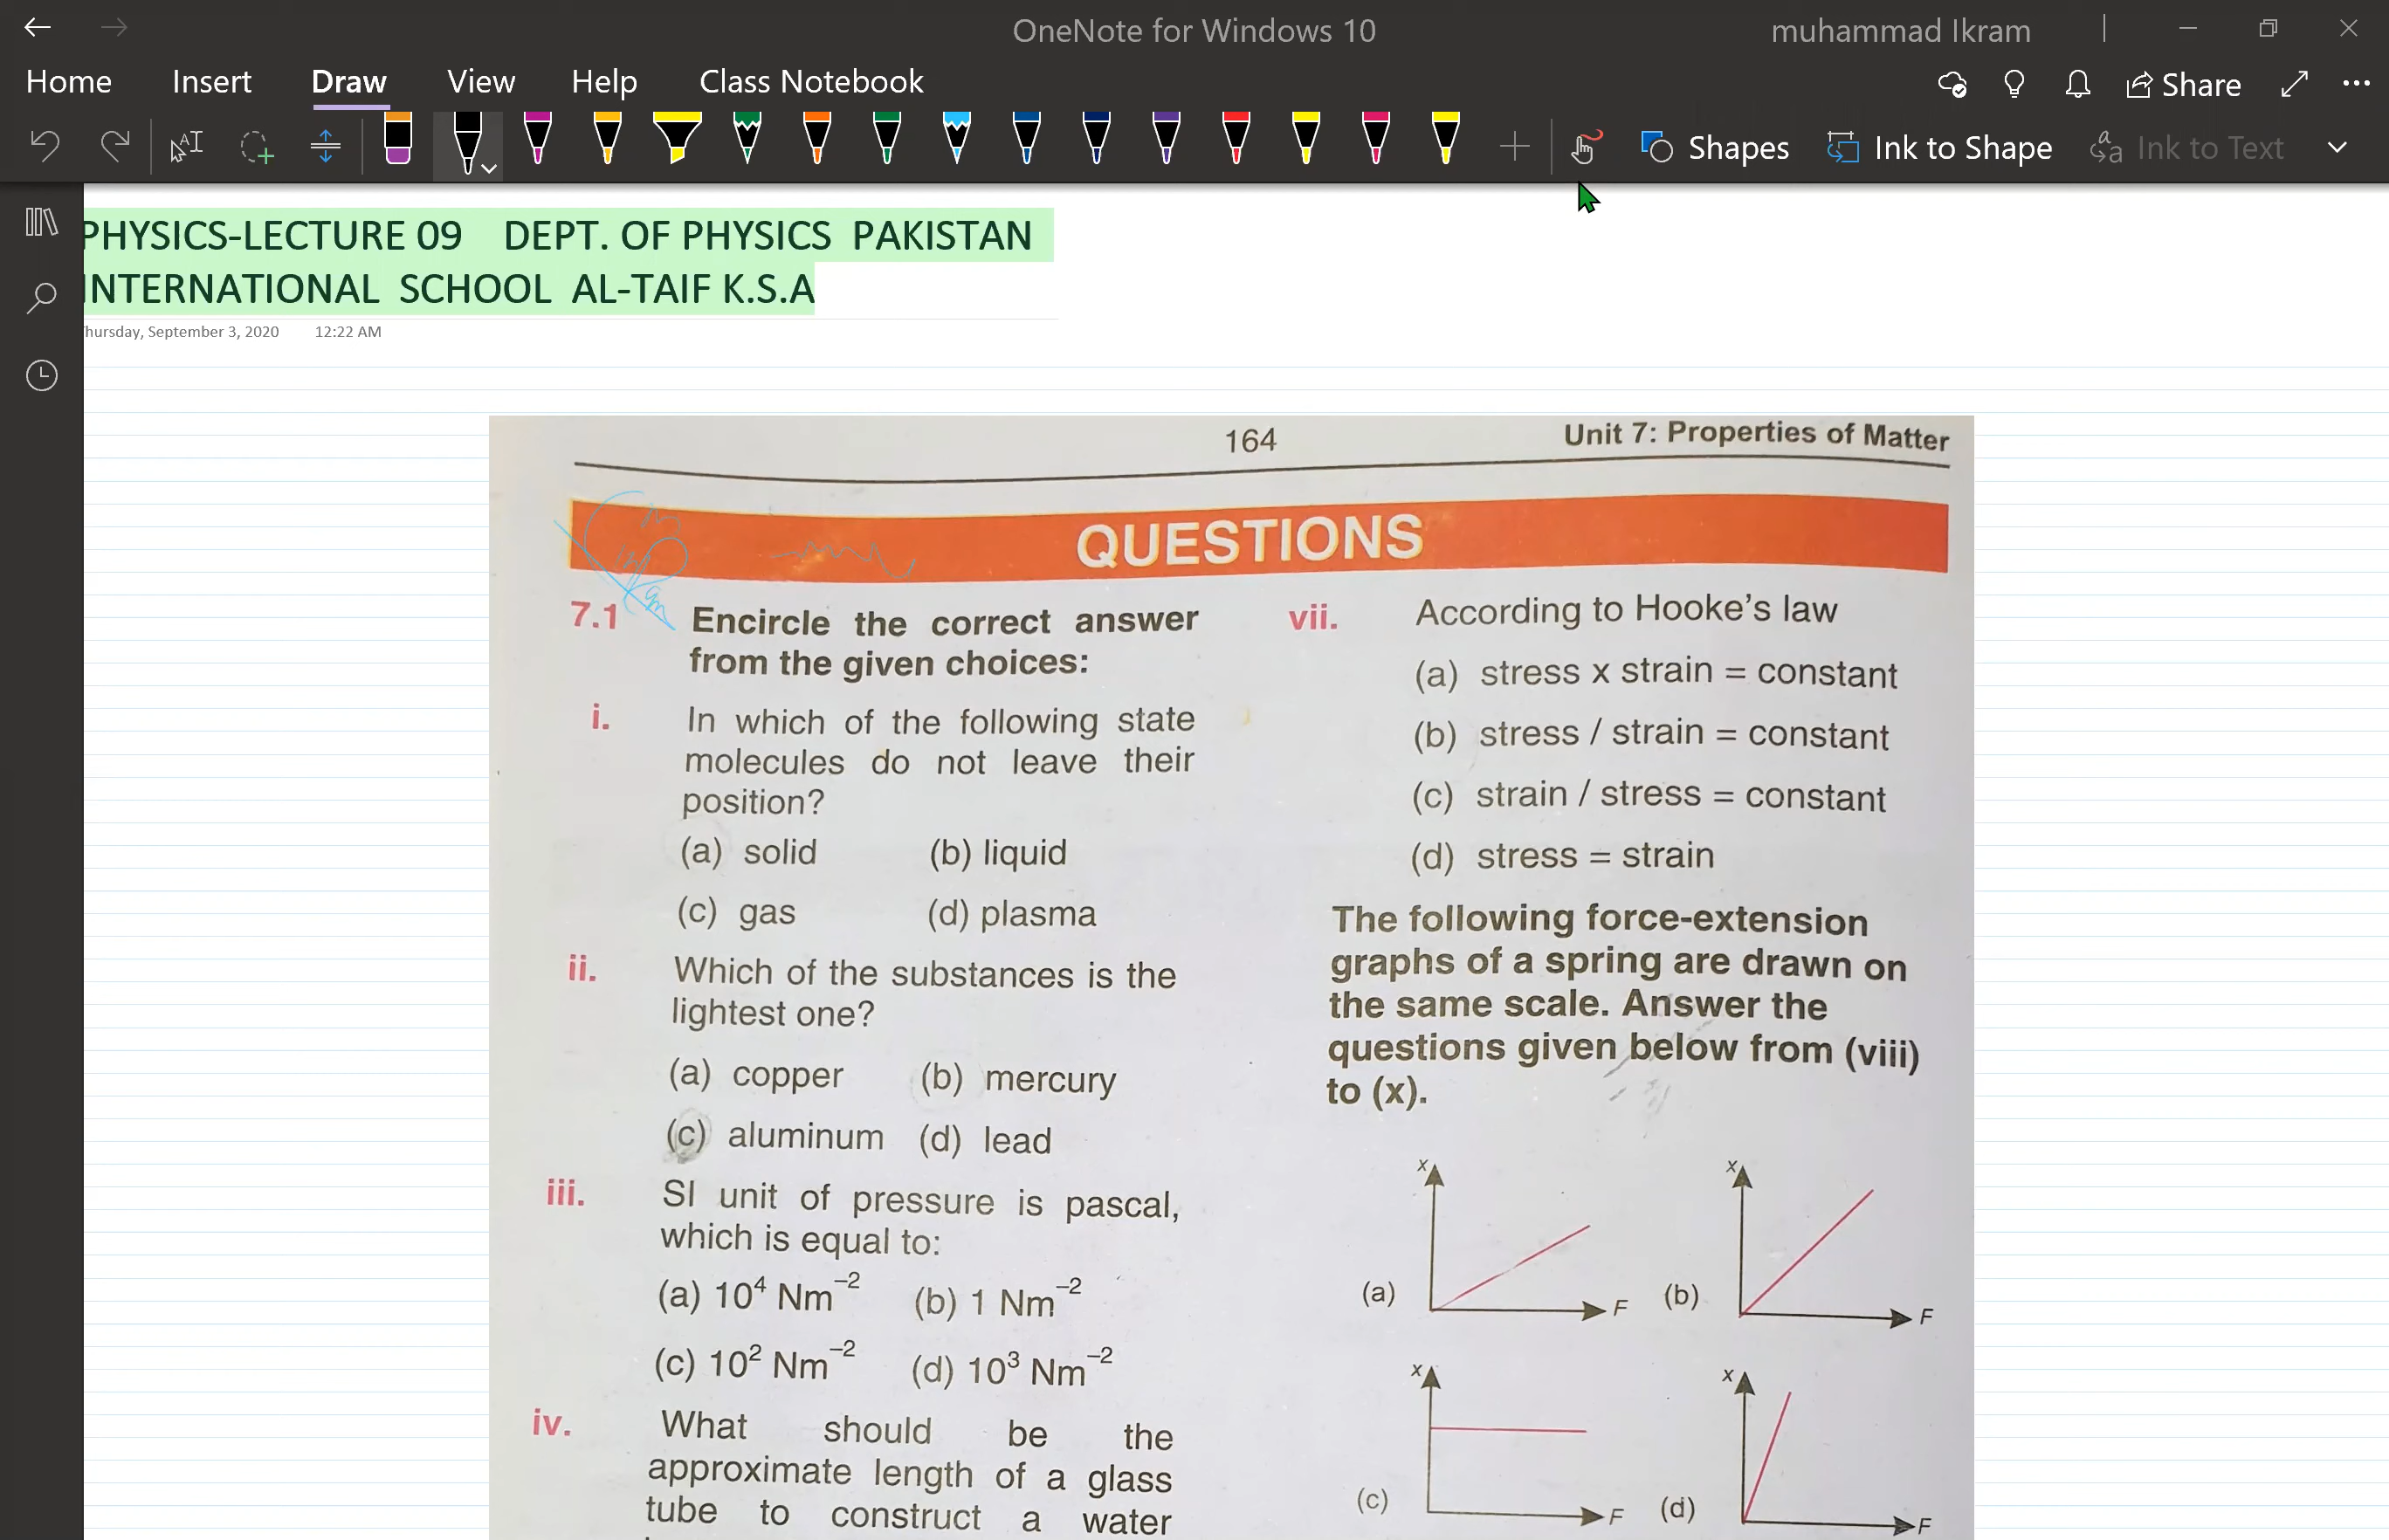 OneNote for Windows 10
muhammad Ikram
Home Insert Draw View Help Class Notebook
Share
Shapes Ink to Shape Ink to Text
PHYSICS-LECTURE 09 DEPT. OF PHYSICS PAKISTAN
INTERNATIONAL SCHOOL AL-TAIF K.S.A
hursday, September 3, 2020 12:22 AM
164 Unit 7: Properties of Matter
QUESTIONS
7.1 Encircle the correct answer
from the given choices:
i. In which of the following state
molecules do not leave their
position?
(a) solid (b) liquid
(c) gas (d) plasma
ii. Which of the substances is the
lightest one?
(a) copper (b) mercury
(c) aluminum (d) lead
iii. SI unit of pressure is pascal,
which is equal to:
(a) 10⁴ Nm⁻² (b) 1 Nm⁻²
(c) 10² Nm⁻² (d) 10³ Nm⁻²
iv. What should be the
approximate length of a glass
tube to construct a water
vii. According to Hooke's law
(a) stress x strain = constant
(b) stress / strain = constant
(c) strain / stress = constant
(d) stress = strain
The following force-extension
graphs of a spring are drawn on
the same scale. Answer the
questions given below from (viii)
to (x).
x x
(a) F (b) F
x x
(c) F (d) F